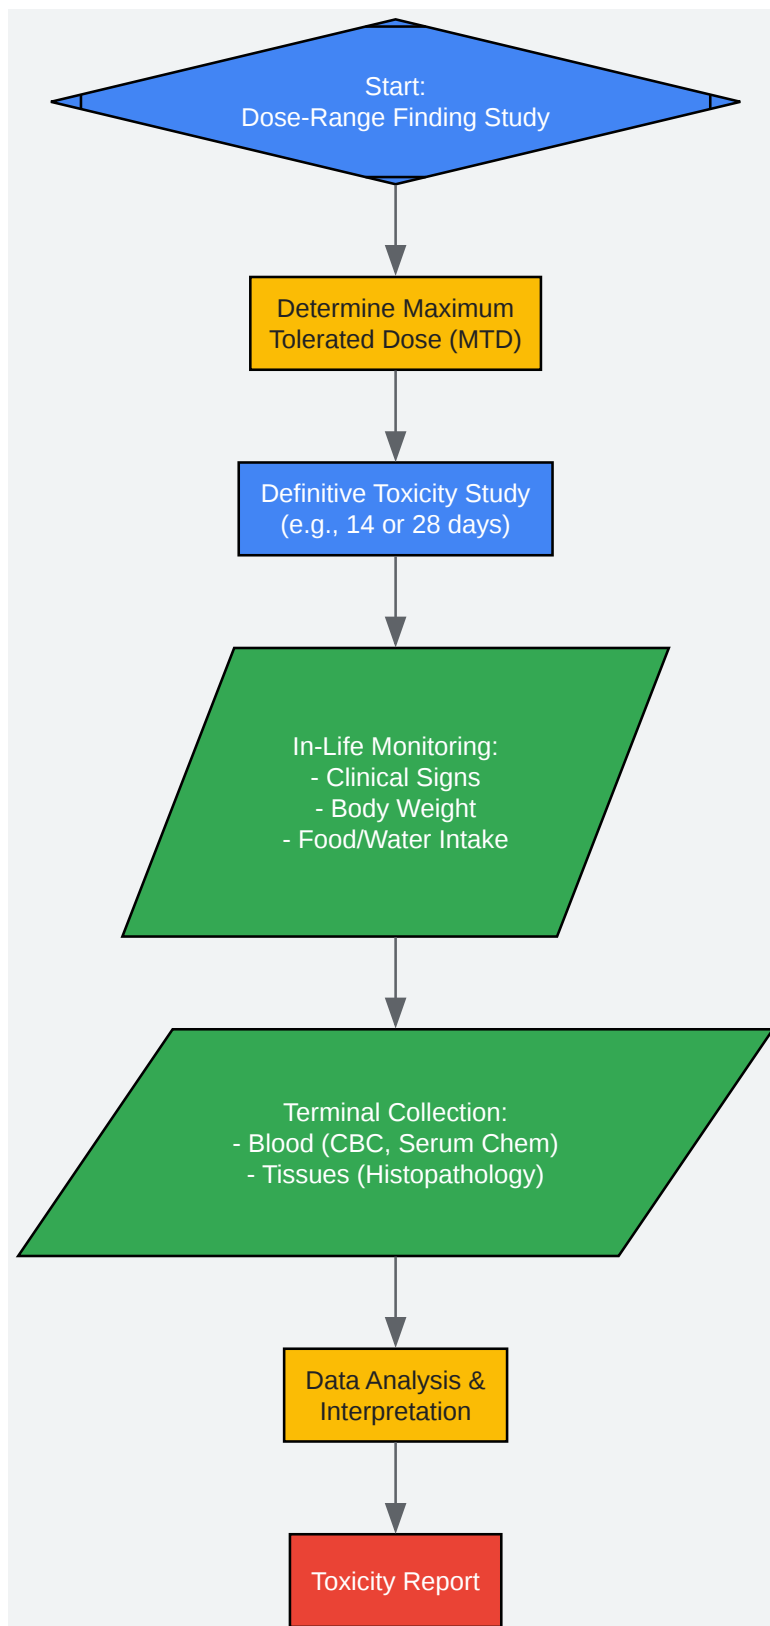 Start:
Dose-Range Finding Study
Determine Maximum
Tolerated Dose (MTD)
Definitive Toxicity Study
(e.g., 14 or 28 days)
In-Life Monitoring:
- Clinical Signs
- Body Weight
- Food/Water Intake
Terminal Collection:
- Blood (CBC, Serum Chem)
- Tissues (Histopathology)
Data Analysis &
Interpretation
Toxicity Report